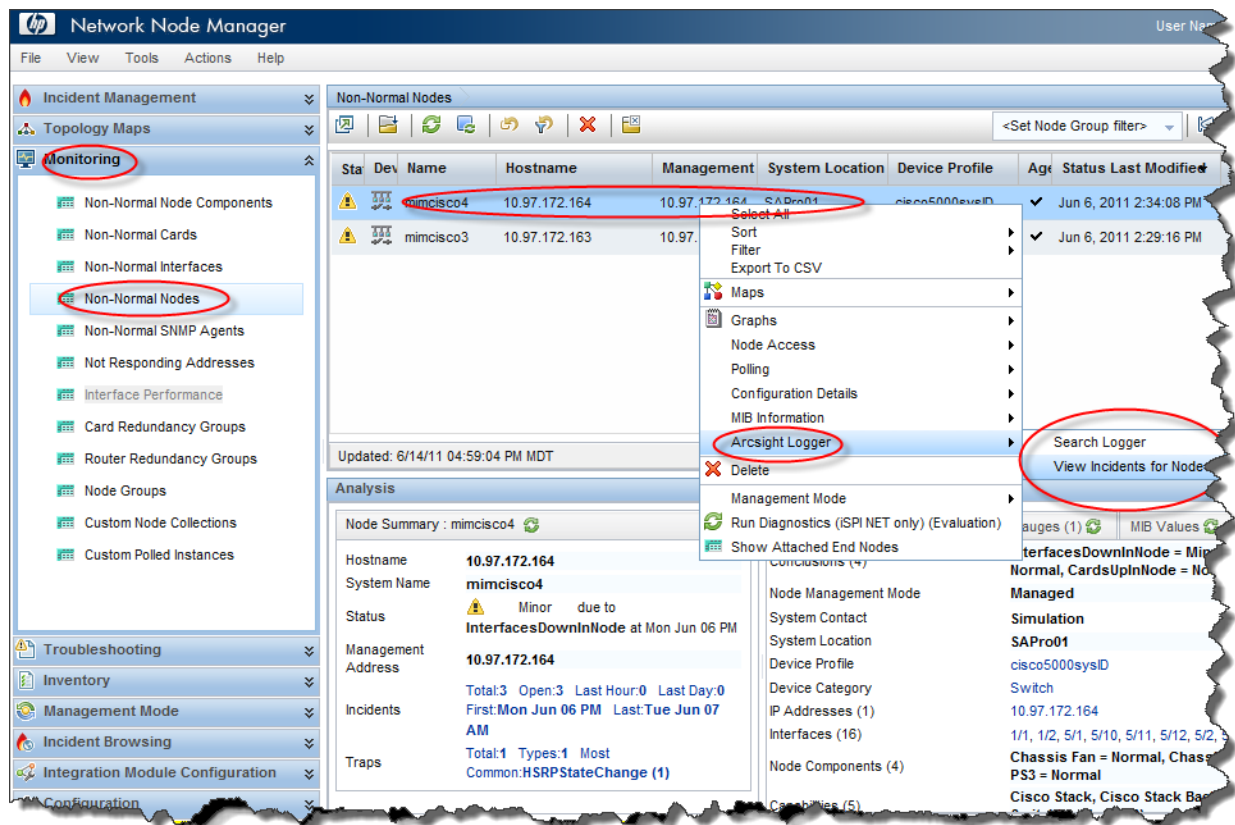 hp Network Node Manager
User Nam
File View Tools Actions Help
Incident Management
Topology Maps
Monitoring
Non-Normal Node Components
Non-Normal Cards
Non-Normal Interfaces
Non-Normal Nodes
Non-Normal SNMP Agents
Not Responding Addresses
Interface Performance
Card Redundancy Groups
Router Redundancy Groups
Node Groups
Custom Node Collections
Custom Polled Instances
Troubleshooting
Inventory
Management Mode
Incident Browsing
Integration Module Configuration
Configuration
Non-Normal Nodes
<Set Node Group filter>
Sta Dev Name Hostname Management System Location Device Profile Age Status Last Modified
mimcisco4 10.97.172.164 10.97.172.164 SAPro01 cisco5000sysID Jun 6, 2011 2:34:08 PM
mimcisco3 10.97.172.163 10.97. Jun 6, 2011 2:29:16 PM
Select All
Sort
Filter
Export To CSV
Maps
Graphs
Node Access
Polling
Configuration Details
MIB Information
Arcsight Logger
Delete
Management Mode
Run Diagnostics (iSPI NET only) (Evaluation)
Show Attached End Nodes
Search Logger
View Incidents for Node
Updated: 6/14/11 04:59:04 PM MDT
Analysis
Node Summary : mimcisco4
Hostname 10.97.172.164
System Name mimcisco4
Status Minor due to
InterfacesDownInNode at Mon Jun 06 PM
Management
Address 10.97.172.164
Incidents Total:3 Open:3 Last Hour:0 Last Day:0
First:Mon Jun 06 PM Last:Tue Jun 07
AM
Traps Total:1 Types:1 Most
Common:HSRPStateChange (1)
auges (1) MIB Values
Conclusions (4) terfacesDownInNode = Min
Normal, CardsUpInNode = No
Node Management Mode Managed
System Contact Simulation
System Location SAPro01
Device Profile cisco5000sysID
Device Category Switch
IP Addresses (1) 10.97.172.164
Interfaces (16) 1/1, 1/2, 5/1, 5/10, 5/11, 5/12, 5/2, 5
Node Components (4) Chassis Fan = Normal, Chass
PS3 = Normal
Capabilities (5) Cisco Stack, Cisco Stack Ba